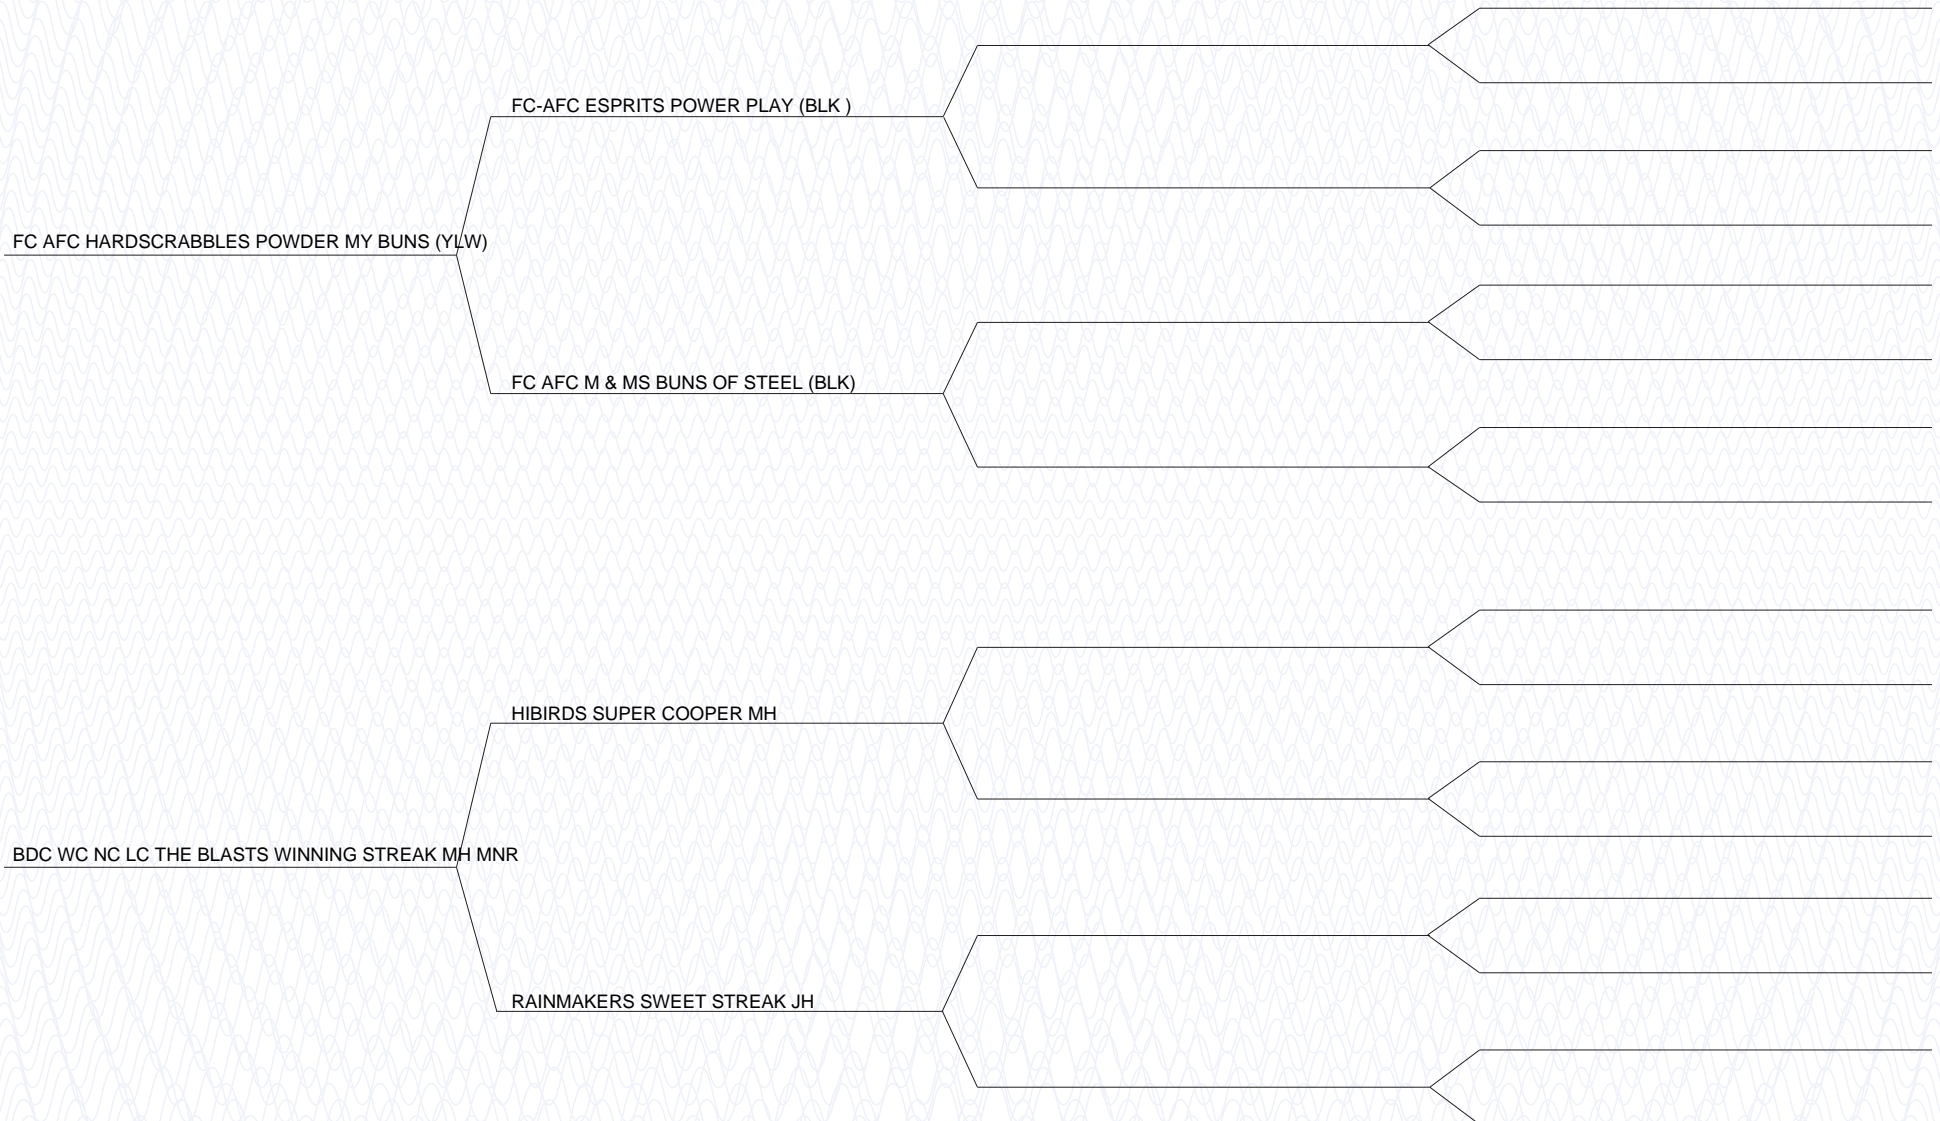 FC-AFC ESPRITS POWER PLAY (BLK )
FC AFC HARDSCRABBLES POWDER MY BUNS (YLW)
FC AFC M & MS BUNS OF STEEL (BLK)
HIBIRDS SUPER COOPER MH
BDC WC NC LC THE BLASTS WINNING STREAK MH MNR
RAINMAKERS SWEET STREAK JH